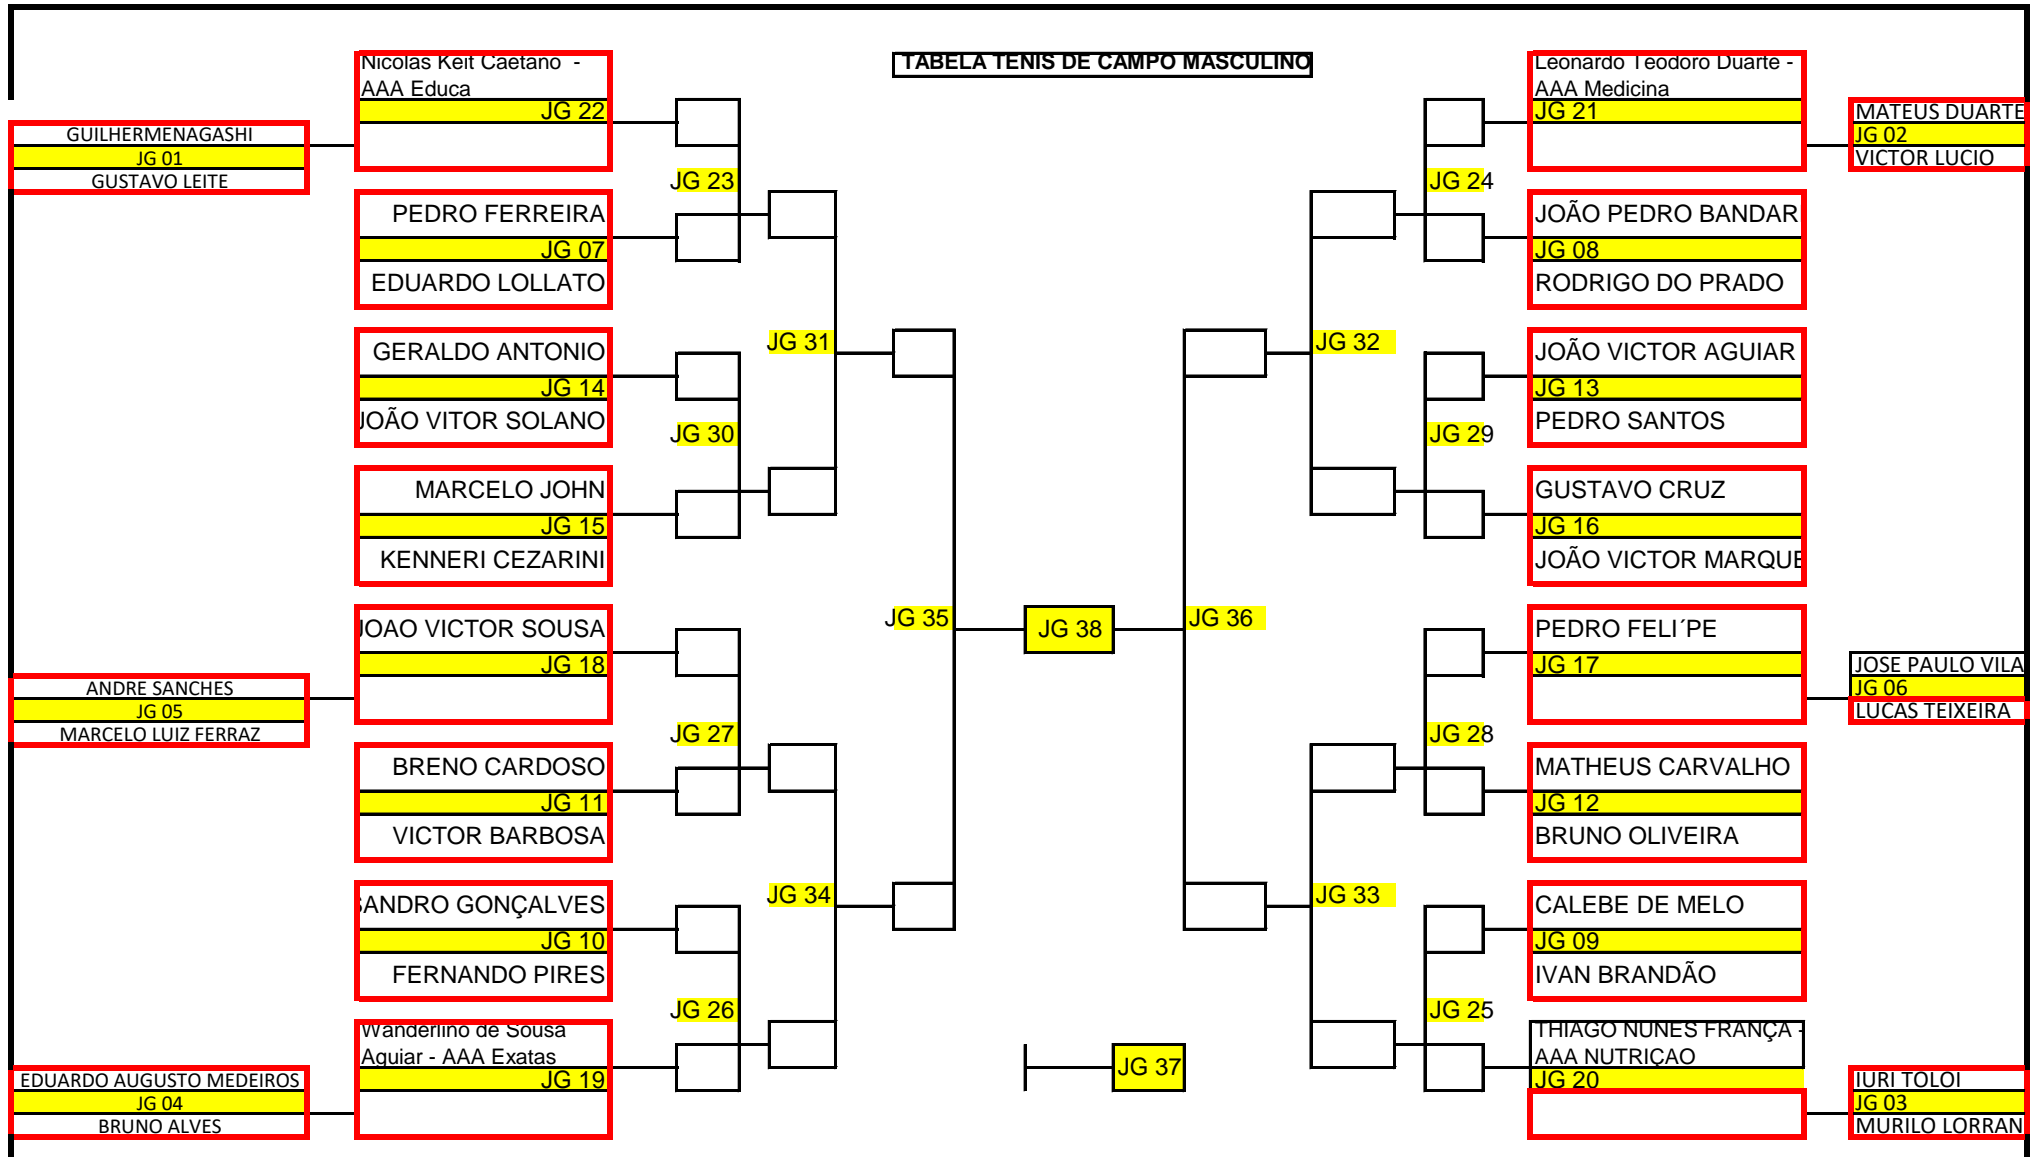 TABELA TENIS DE CAMPO MASCULINO
Nicolas Keit Caetano -
AAA Educa
JG 22
GUILHERMENAGASHI
JG 01
GUSTAVO LEITE
JG 23
PEDRO FERREIRA
JG 07
EDUARDO LOLLATO
JG 31
GERALDO ANTONIO
JG 14
JOÃO VITOR SOLANO
JG 30
MARCELO JOHN
JG 15
KENNERI CEZARINI
JG 35
JOAO VICTOR SOUSA
JG 18
ANDRE SANCHES
JG 05
MARCELO LUIZ FERRAZ
JG 27
BRENO CARDOSO
JG 11
VICTOR BARBOSA
JG 34
SANDRO GONÇALVES
JG 10
FERNANDO PIRES
JG 26
Wanderlino de Sousa
Aguiar - AAA Exatas
JG 19
EDUARDO AUGUSTO MEDEIROS
JG 04
BRUNO ALVES
JG 38
JG 37
Leonardo Teodoro Duarte -
AAA Medicina
JG 21
MATEUS DUARTE
JG 02
VICTOR LUCIO
JG 24
JOÃO PEDRO BANDAR
JG 08
RODRIGO DO PRADO
JG 32
JOÃO VICTOR AGUIAR
JG 13
PEDRO SANTOS
JG 29
GUSTAVO CRUZ
JG 16
JOÃO VICTOR MARQUE
JG 36
PEDRO FELI´PE
JG 17
JOSE PAULO VILA
JG 06
LUCAS TEIXEIRA
JG 28
MATHEUS CARVALHO
JG 12
BRUNO OLIVEIRA
JG 33
CALEBE DE MELO
JG 09
IVAN BRANDÃO
JG 25
THIAGO NUNES FRANÇA -
AAA NUTRIÇAO
JG 20
IURI TOLOI
JG 03
MURILO LORRAN